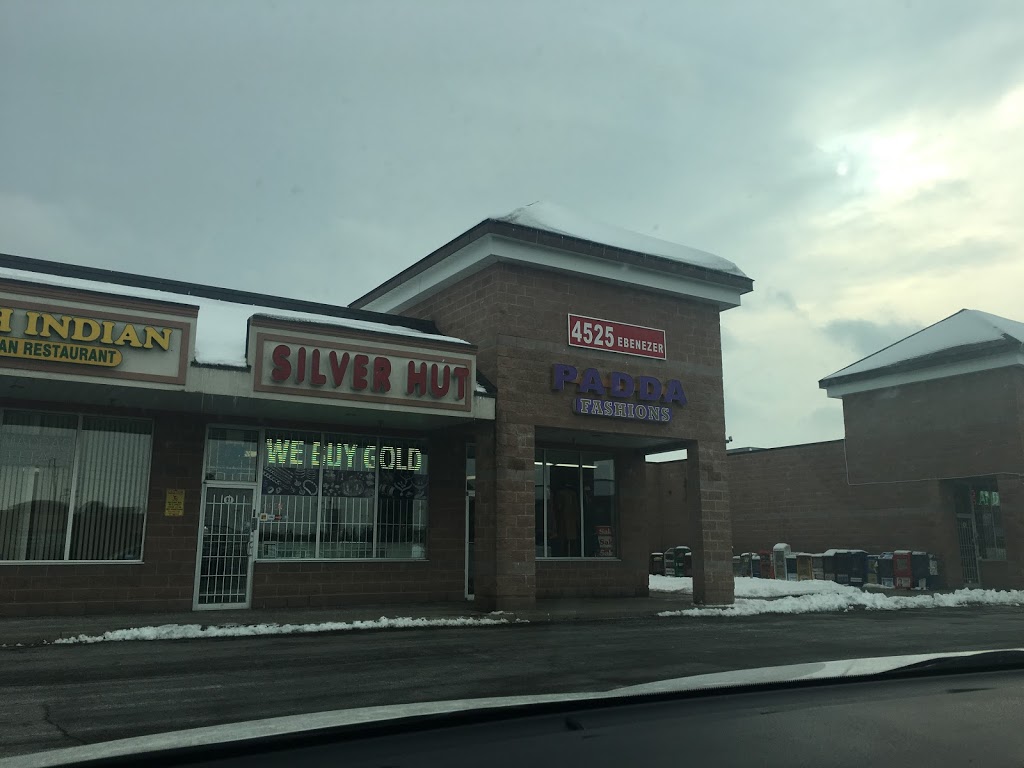 H INDIAN
AN RESTAURANT
SILVER HUT
WE BUY GOLD
4525 EBENEZER
PADDA
FASHIONS